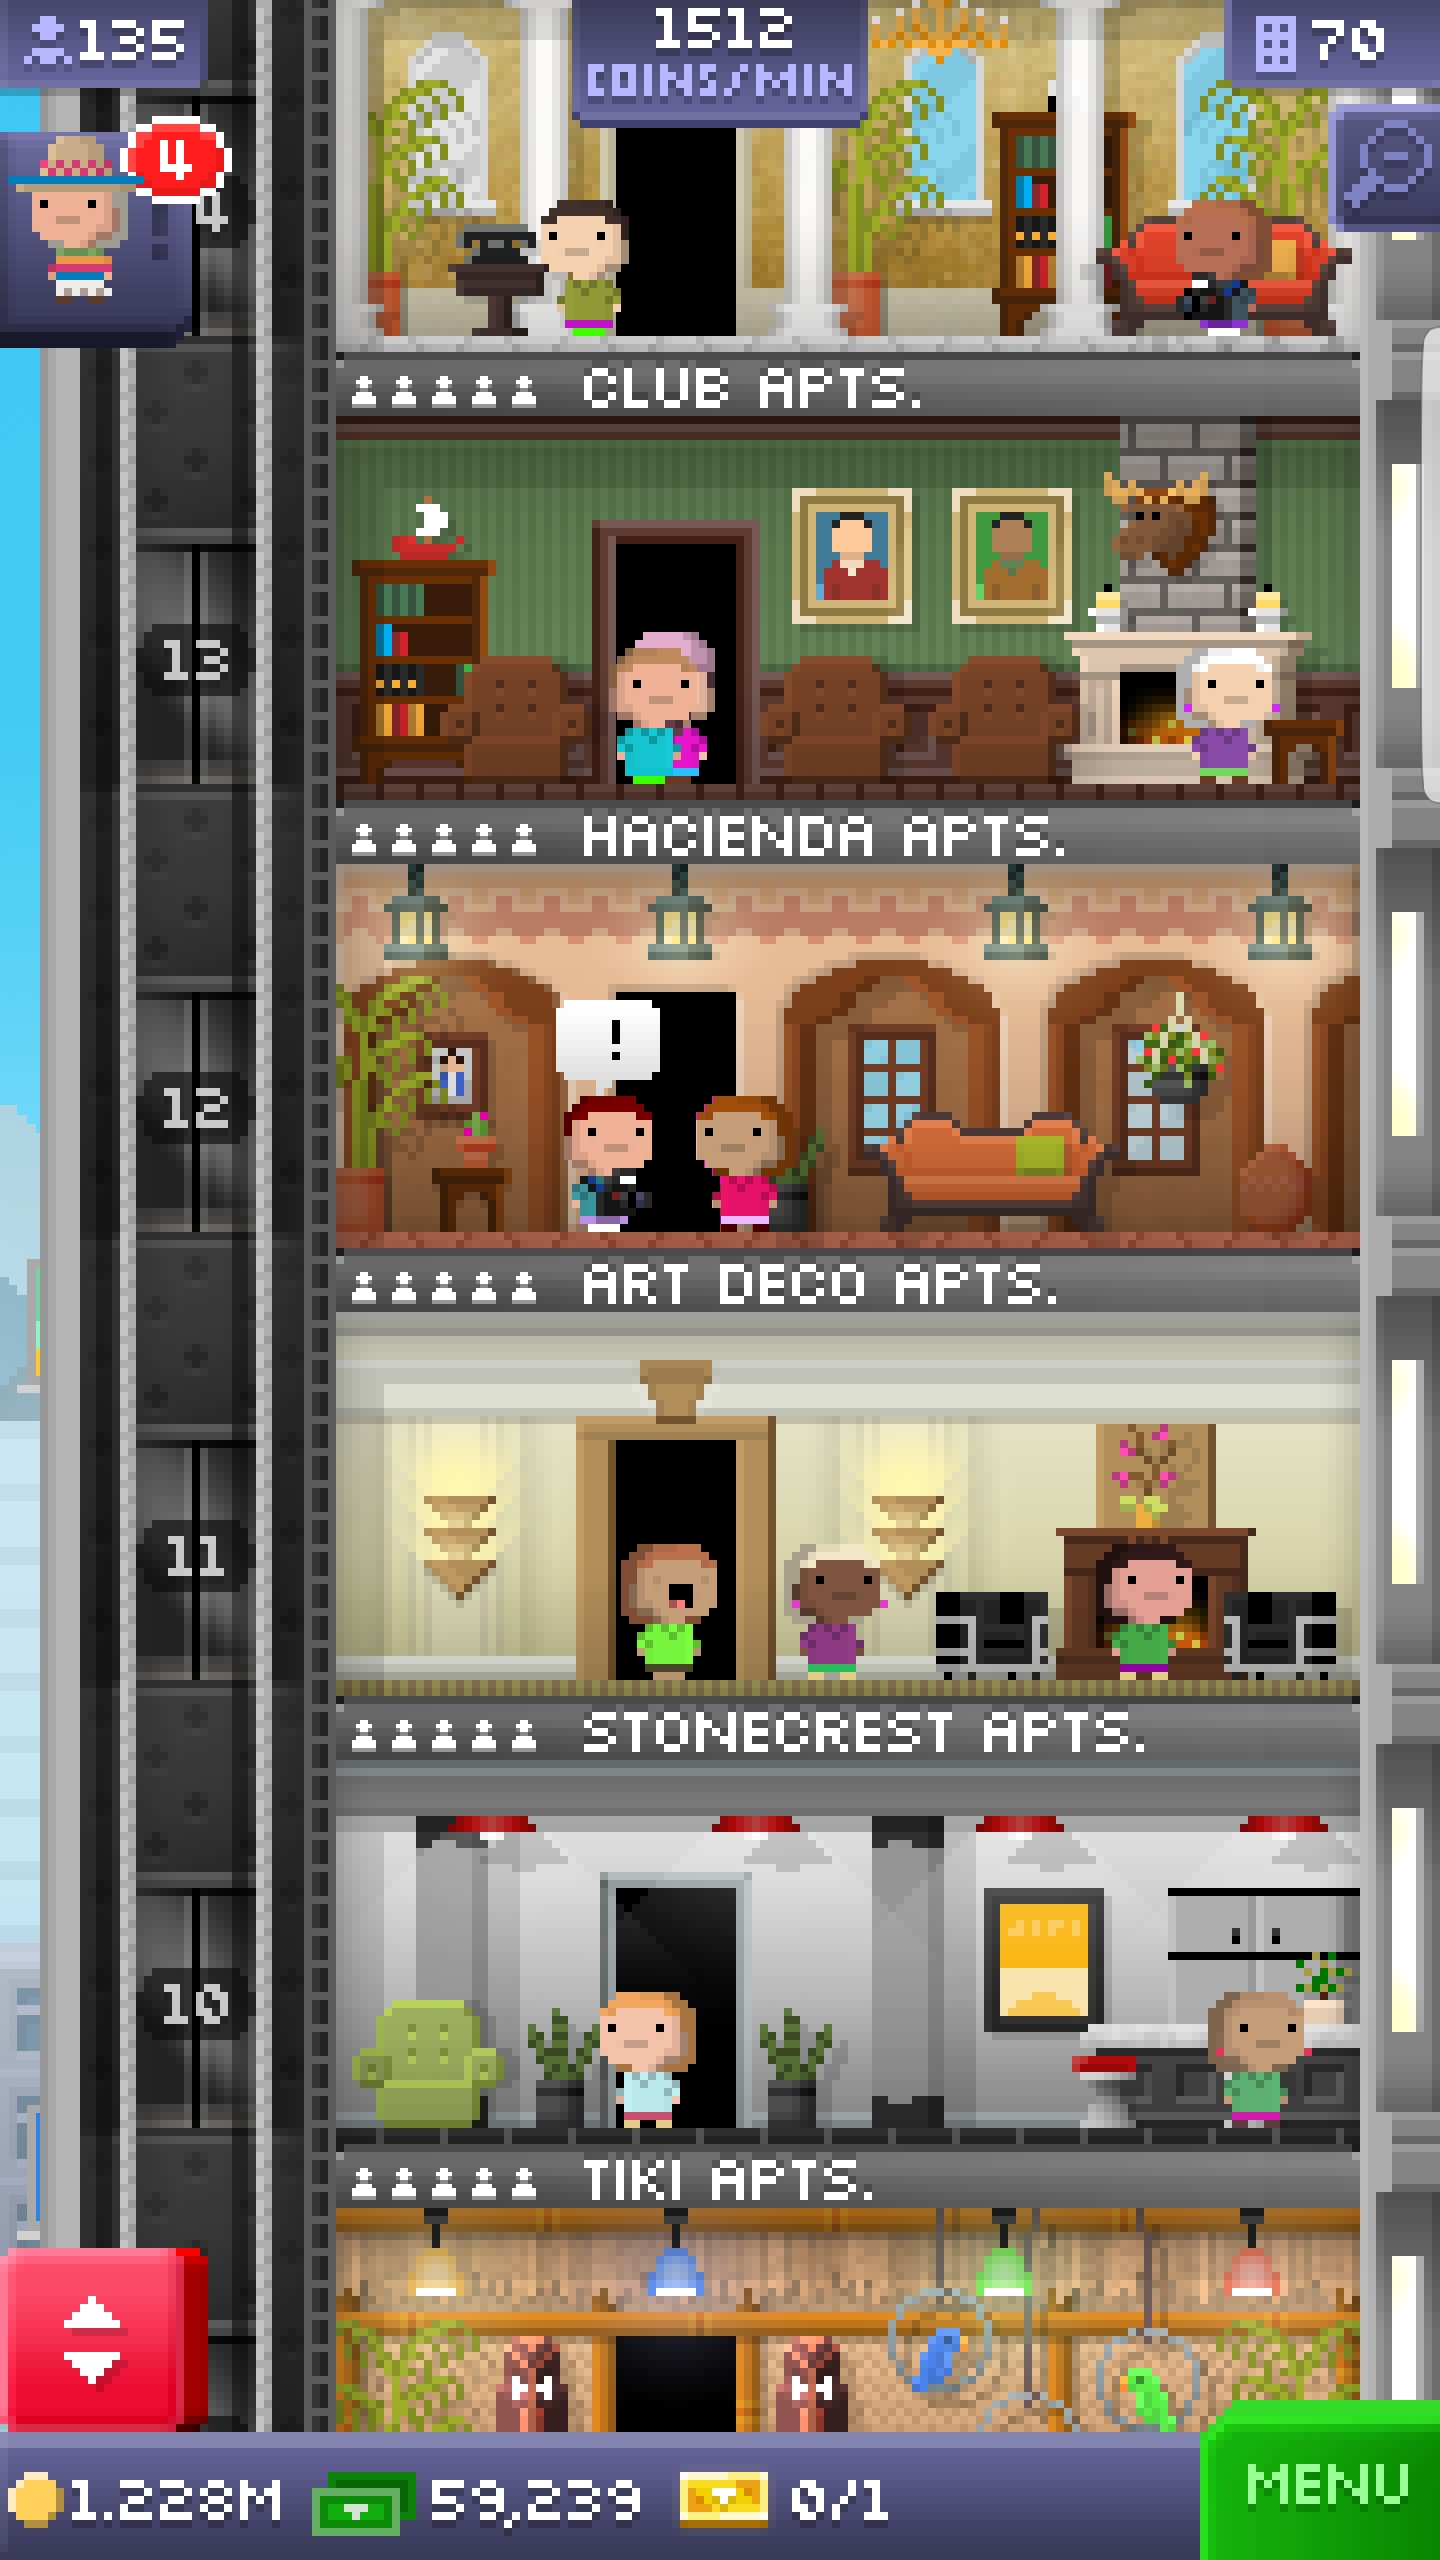 135
1512
COINS/MIN
70
4
4
CLUB APTS.
13
HACIENDA APTS.
!
12
ART DECO APTS.
11
STONECREST APTS.
10
TIKI APTS.
1.228M
59,239
0/1
MENU